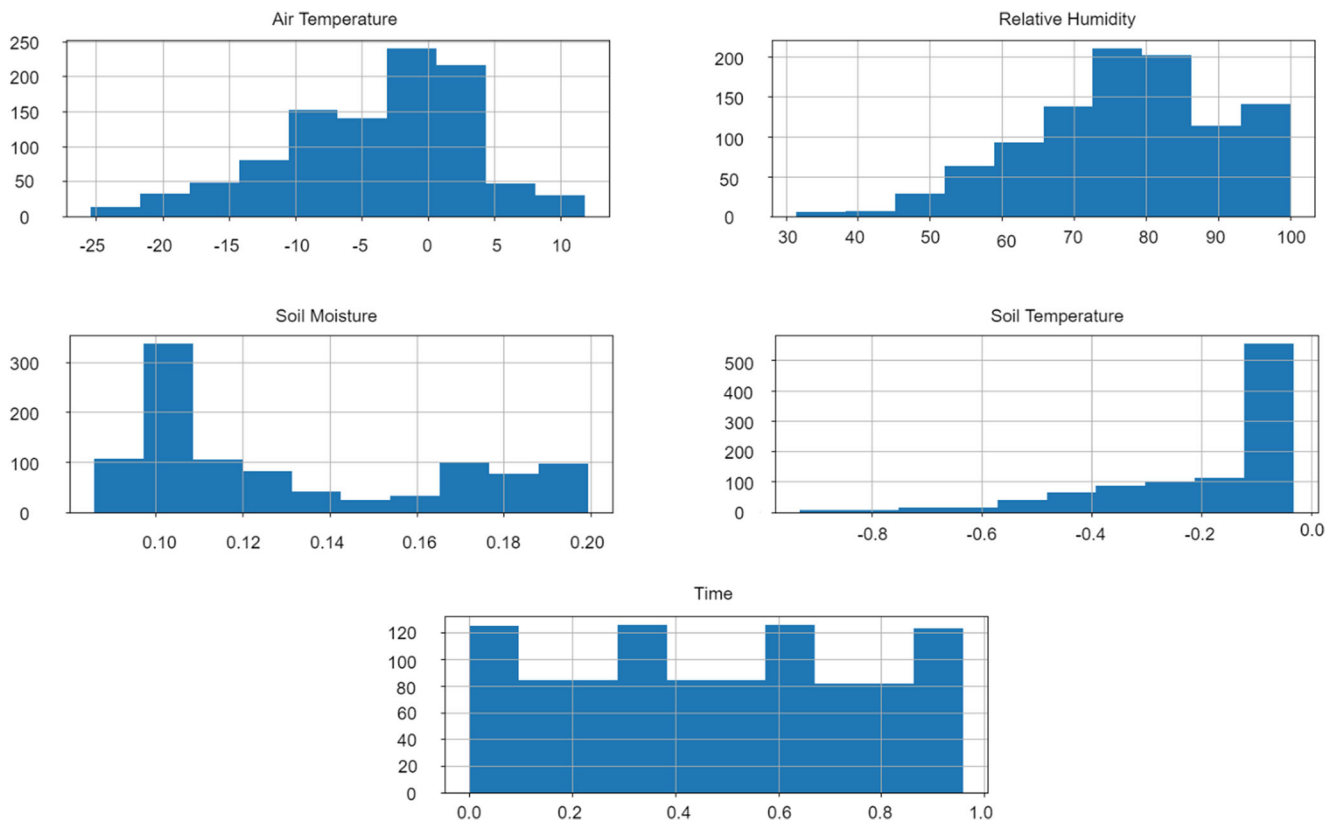 Air Temperature
250
200
150
100
50
0
-25 -20 -15 -10 -5 0 5 10
Relative Humidity
200
150
100
50
0
30 40 50 60 70 80 90 100
Soil Moisture
300
200
100
0
0.10 0.12 0.14 0.16 0.18 0.20
Soil Temperature
500
400
300
200
100
0
-0.8 -0.6 -0.4 -0.2 0.0
Time
120
100
80
60
40
20
0
0.0 0.2 0.4 0.6 0.8 1.0